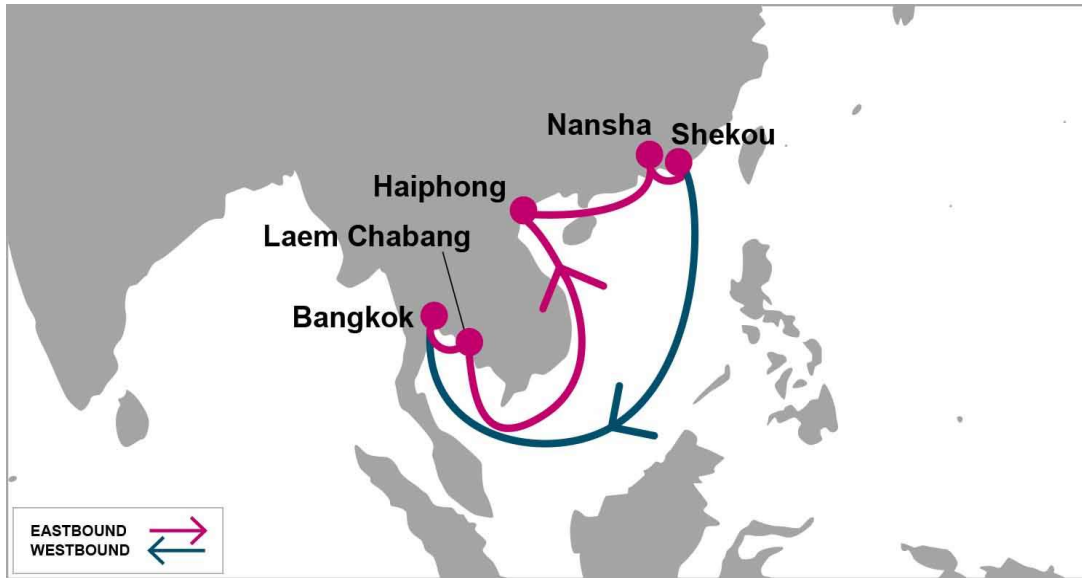 Nansha
Shekou
Haiphong
Laem Chabang
Bangkok
EASTBOUND
WESTBOUND